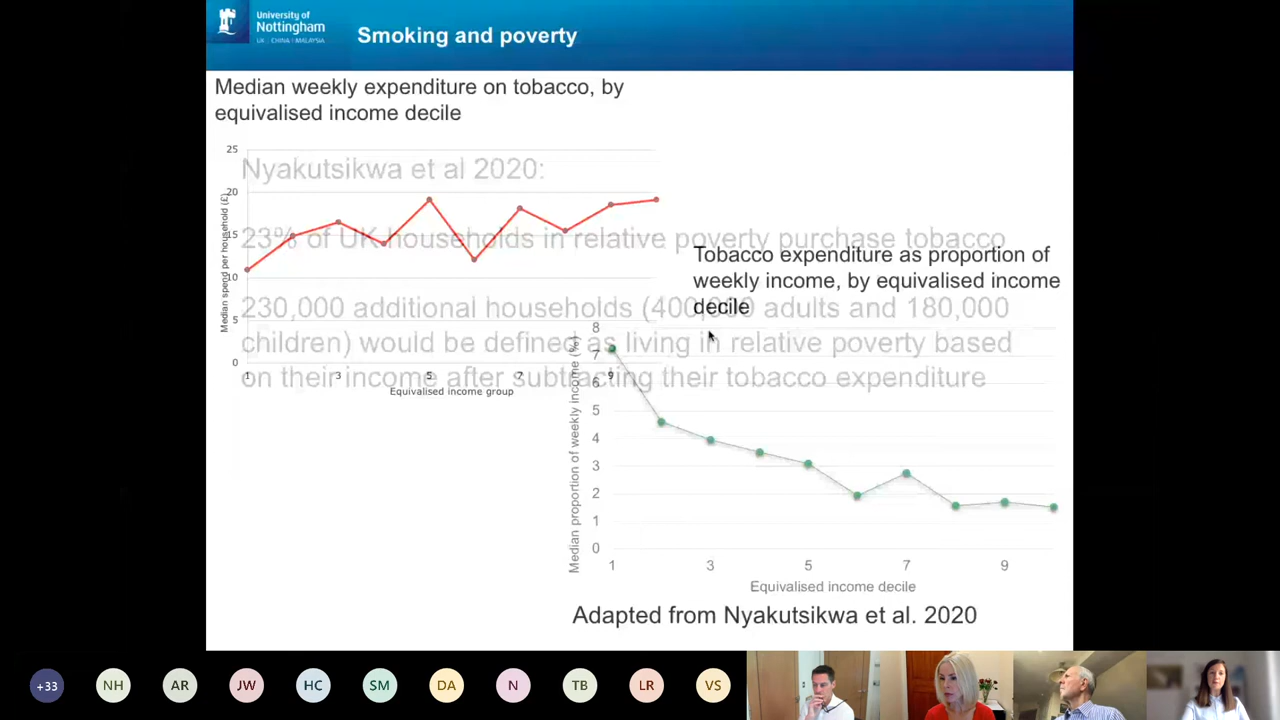 University of
Nottingham
UK | CHINA | MALAYSIA
Smoking and poverty
Median weekly expenditure on tobacco, by
equivalised income decile
Nyakutsikwa et al 2020:
23% of UK households in relative poverty purchase tobacco
230,000 additional households (400,000 adults and 180,000
children) would be defined as living in relative poverty based
on their income after subtracting their tobacco expenditure
Median spend per household (£)
25
20
15
10
5
0
1 3 5 7 9
Equivalised income group
Tobacco expenditure as proportion of
weekly income, by equivalised income
decile
Median proportion of weekly income (%)
8
7
6
5
4
3
2
1
0
1 3 5 7 9
Equivalised income decile
Adapted from Nyakutsikwa et al. 2020
+33 NH AR JW HC SM DA N TB LR VS